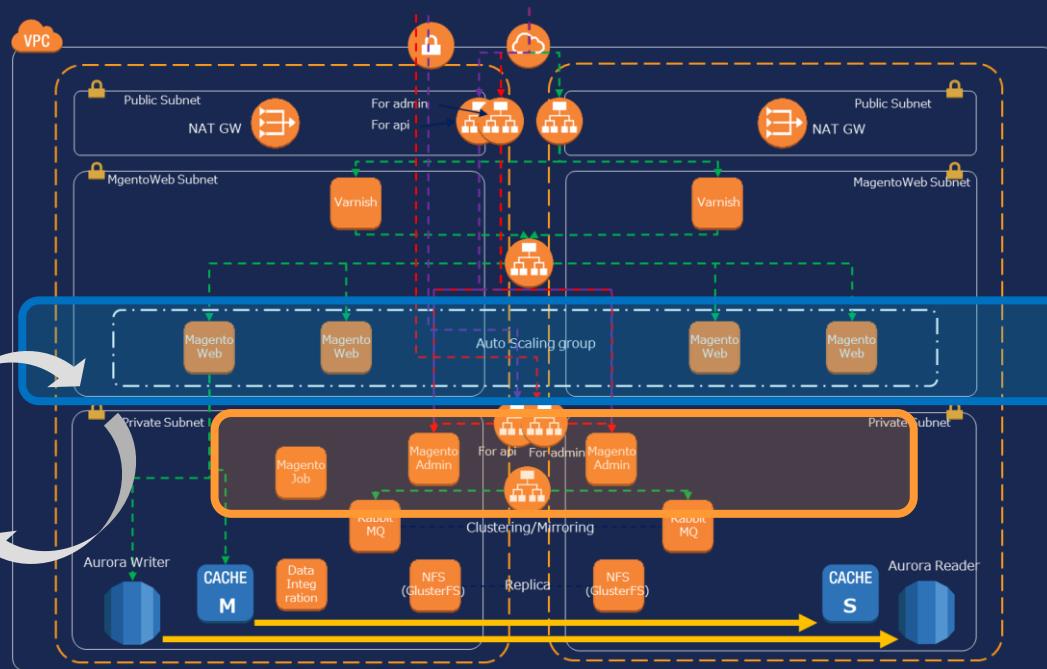 VPC
Public Subnet
For admin
For api
NAT GW
Public Subnet
NAT GW
MgentoWeb Subnet
MagentoWeb Subnet
Varnish
Varnish
Magento
Web
Magento
Web
Auto Scaling group
Magento
Web
Magento
Web
Private Subnet
Private Subnet
Magento
Admin
For api
For admin
Magento
Admin
Magento
Job
Rabbit
MQ
Clustering/Mirroring
Rabbit
MQ
Aurora Writer
CACHE
M
Data
Integ
ration
NFS
(GlusterFS)
Replica
NFS
(GlusterFS)
CACHE
S
Aurora Reader